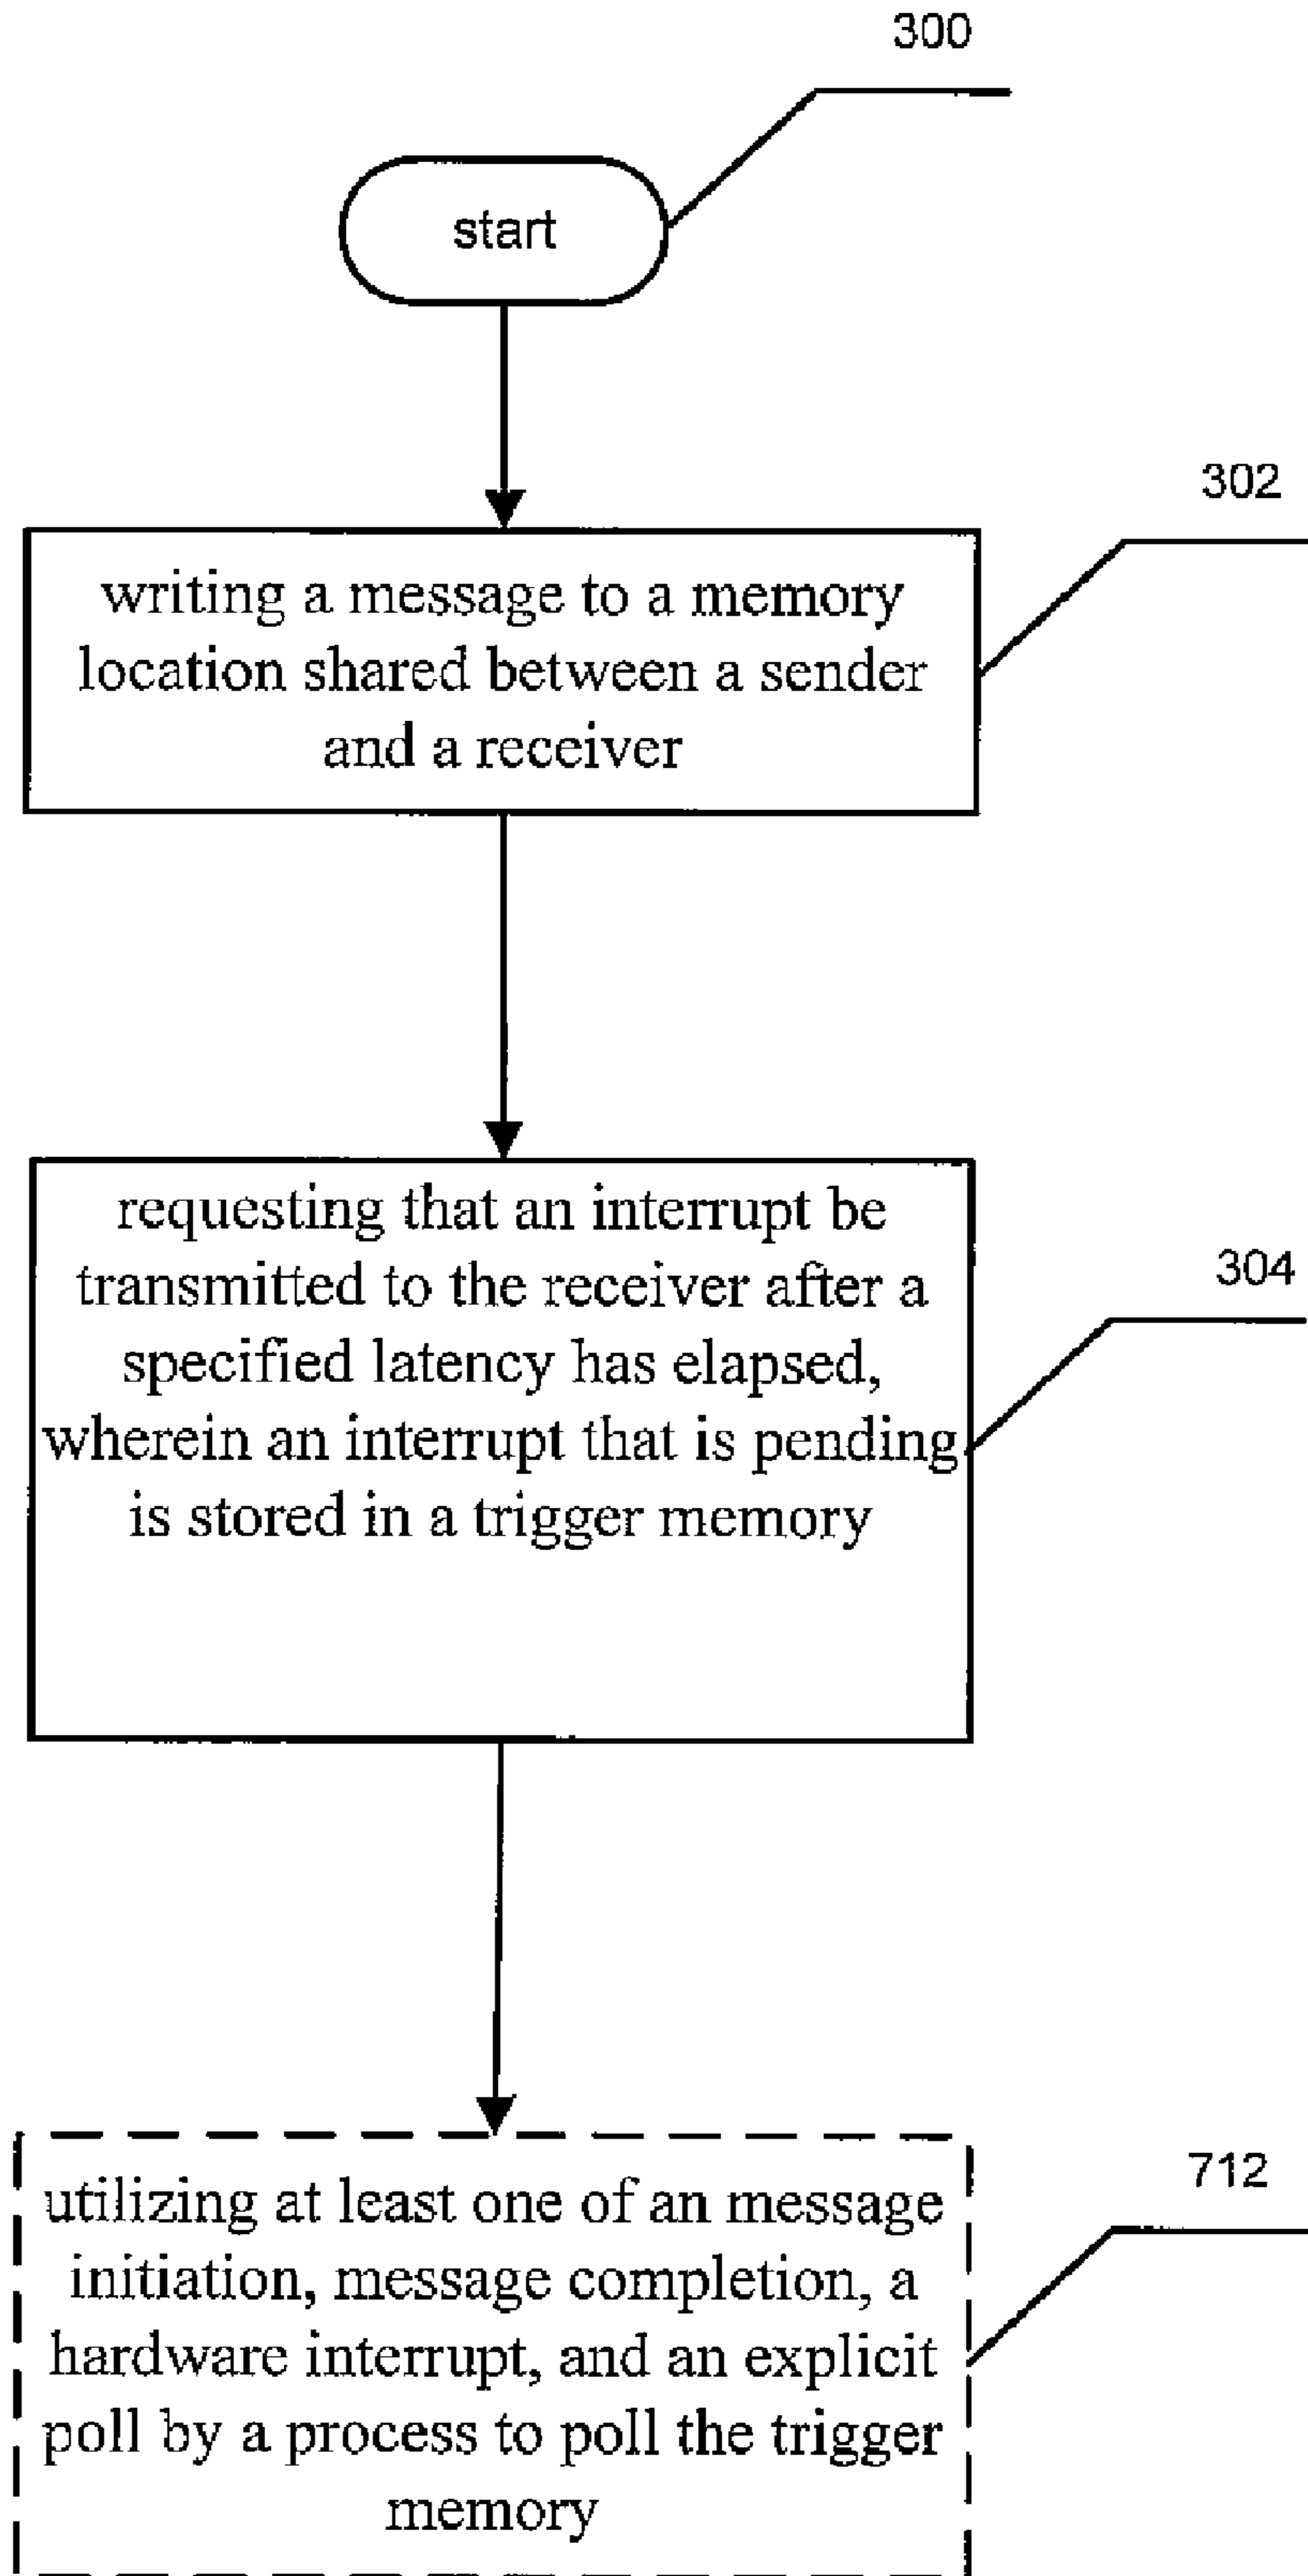 300
start
302
writing a message to a memory
location shared between a sender
and a receiver
304
requesting that an interrupt be
transmitted to the receiver after a
specified latency has elapsed,
wherein an interrupt that is pending
is stored in a trigger memory
712
utilizing at least one of an message
initiation, message completion, a
hardware interrupt, and an explicit
poll by a process to poll the trigger
memory